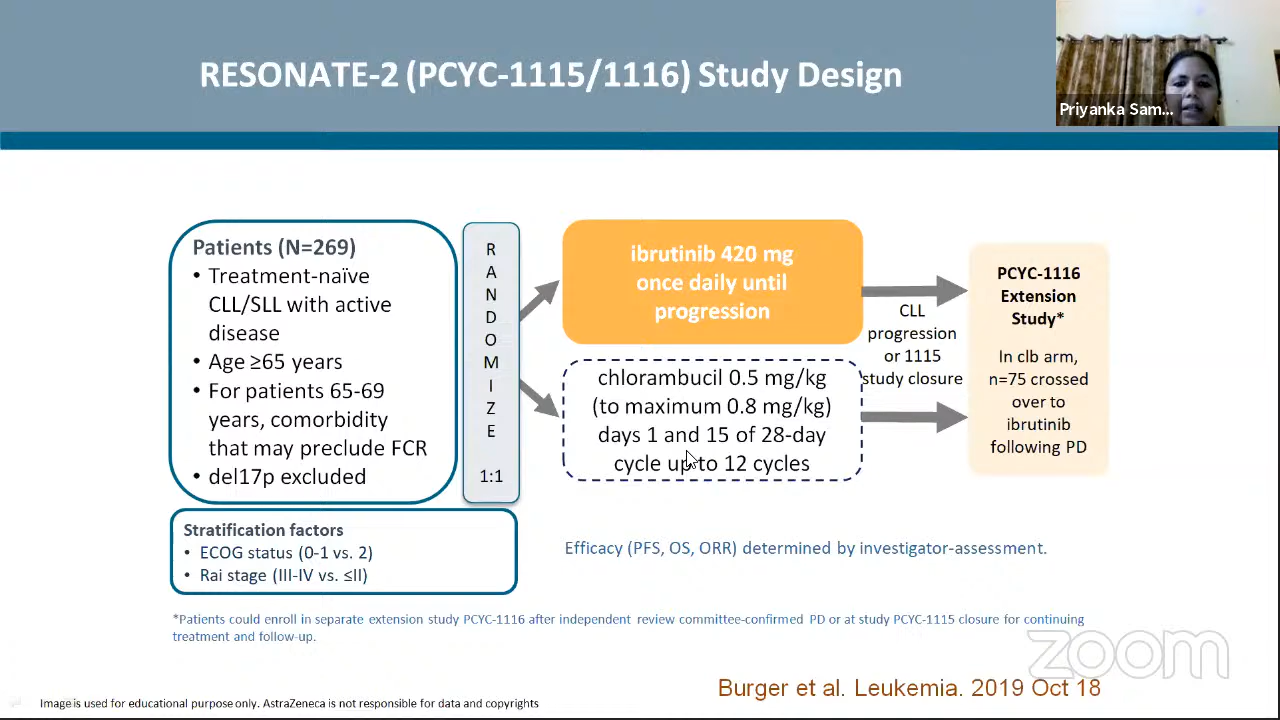 RESONATE-2 (PCYC-1115/1116) Study Design
Priyanka Sam...
Patients (N=269)
• Treatment-naïve
CLL/SLL with active
disease
• Age ≥65 years
• For patients 65-69
years, comorbidity
that may preclude FCR
• del17p excluded
R
A
N
D
O
M
I
Z
E
1:1
ibrutinib 420 mg
once daily until
progression
chlorambucil 0.5 mg/kg
(to maximum 0.8 mg/kg)
days 1 and 15 of 28-day
cycle up to 12 cycles
CLL
progression
or 1115
study closure
PCYC-1116
Extension
Study*
In clb arm,
n=75 crossed
over to
ibrutinib
following PD
Stratification factors
• ECOG status (0-1 vs. 2)
• Rai stage (III-IV vs. ≤II)
Efficacy (PFS, OS, ORR) determined by investigator-assessment.
*Patients could enroll in separate extension study PCYC-1116 after independent review committee-confirmed PD or at study PCYC-1115 closure for continuing
treatment and follow-up.
zoom
Burger et al. Leukemia. 2019 Oct 18
Image is used for educational purpose only. AstraZeneca is not responsible for data and copyrights